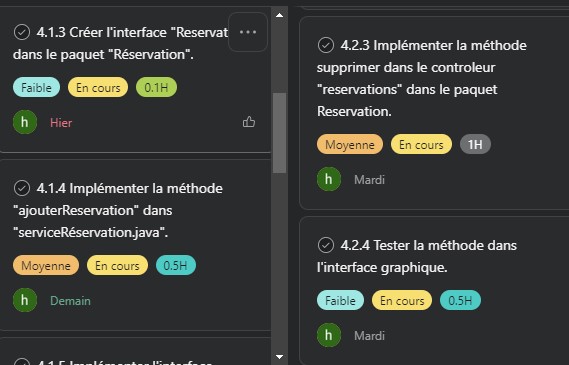 4.1.3 Créer l'interface "Reservat
dans le paquet "Réservation".
Faible En cours 0.1H
h Hier
4.1.4 Implémenter la méthode
"ajouterReservation" dans
"serviceRéservation.java".
Moyenne En cours 0.5H
h Demain
4.1.5 Implémenter l'interface
4.2.3 Implémenter la méthode
supprimer dans le controleur
"reservations" dans le paquet
Reservation.
Moyenne En cours 1H
h Mardi
4.2.4 Tester la méthode dans
l'interface graphique.
Faible En cours 0.5H
h Mardi